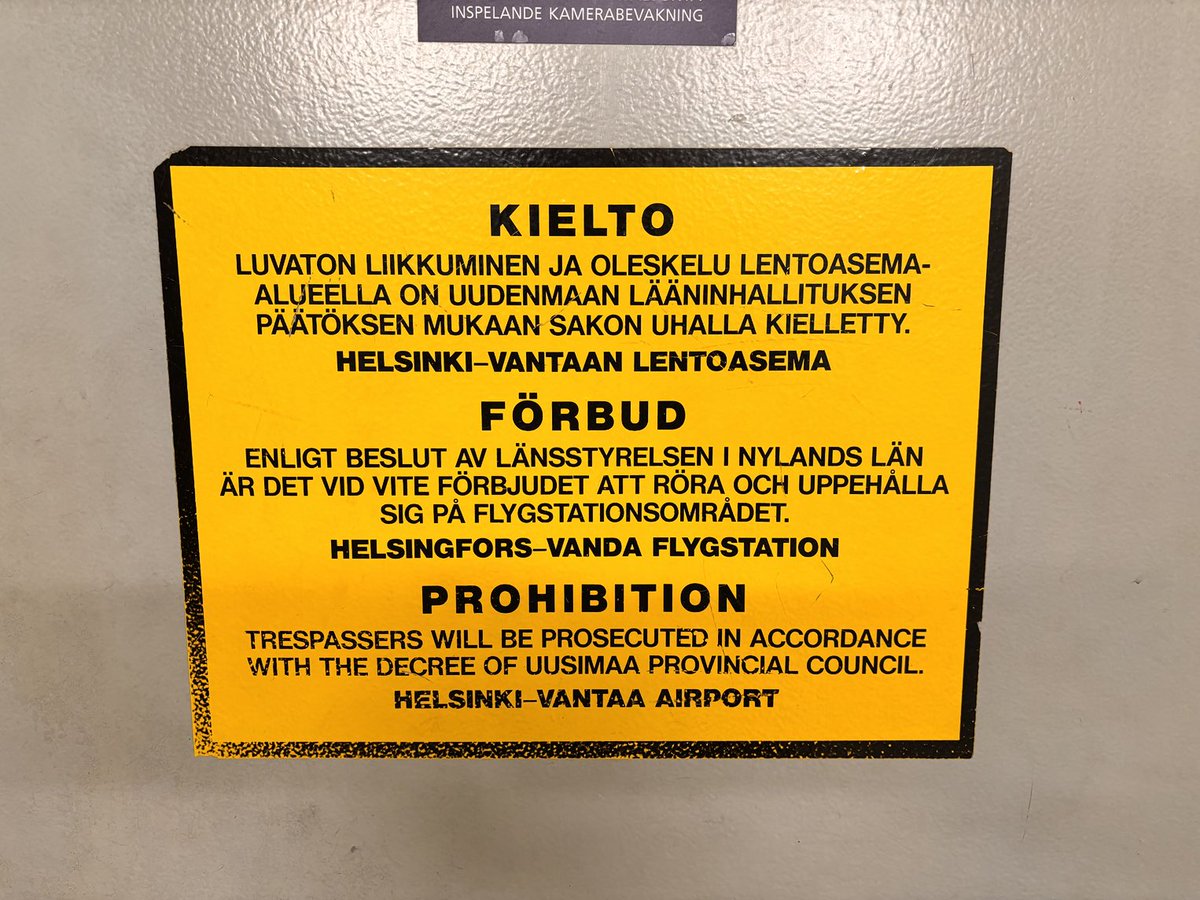 INSPELANDE KAMERABEVAKNING
KIELTO
LUVATON LIIKKUMINEN JA OLESKELU LENTOASEMA-
ALUEELLA ON UUDENMAAN LÄÄNINHALLITUKSEN
PÄÄTÖKSEN MUKAAN SAKON UHALLA KIELLETTY.
HELSINKI–VANTAAN LENTOASEMA
FÖRBUD
ENLIGT BESLUT AV LÄNSSTYRELSEN I NYLANDS LÄN
ÄR DET VID VITE FÖRBJUDET ATT RÖRA OCH UPPEHÅLLA
SIG PÅ FLYGSTATIONSOMRÅDET.
HELSINGFORS–VANDA FLYGSTATION
PROHIBITION
TRESPASSERS WILL BE PROSECUTED IN ACCORDANCE
WITH THE DECREE OF UUSIMAA PROVINCIAL COUNCIL.
HELSINKI–VANTAA AIRPORT